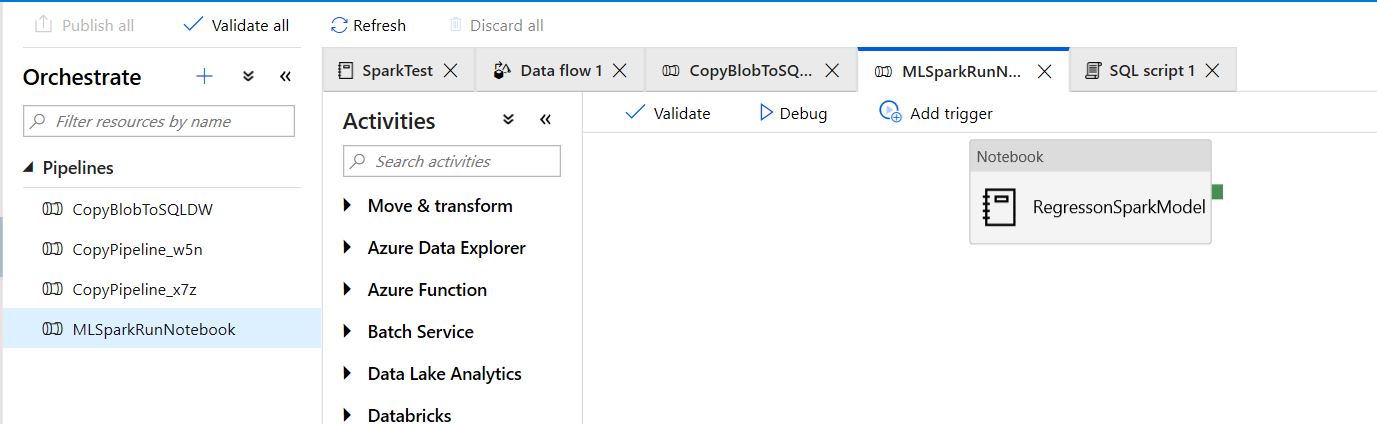 Publish all Validate all Refresh Discard all
Orchestrate
Filter resources by name
Pipelines
CopyBlobToSQLDW
CopyPipeline_w5n
CopyPipeline_x7z
MLSparkRunNotebook
SparkTest Data flow 1 CopyBlobToSQ... MLSparkRunN... SQL script 1
Activities
Search activities
Move & transform
Azure Data Explorer
Azure Function
Batch Service
Data Lake Analytics
Databricks
Validate Debug Add trigger
Notebook
RegressonSparkModel